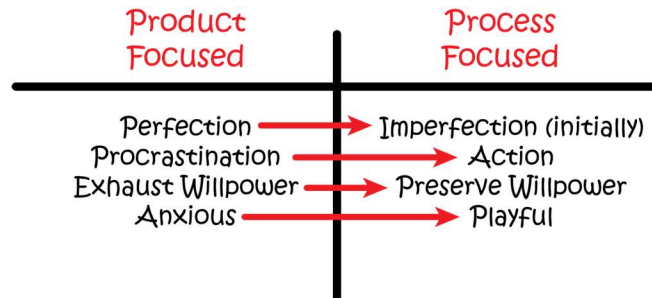 Product
Focused
Process
Focused
Perfection
Imperfection (initially)
Procrastination
Action
Exhaust Willpower
Preserve Willpower
Anxious
Playful